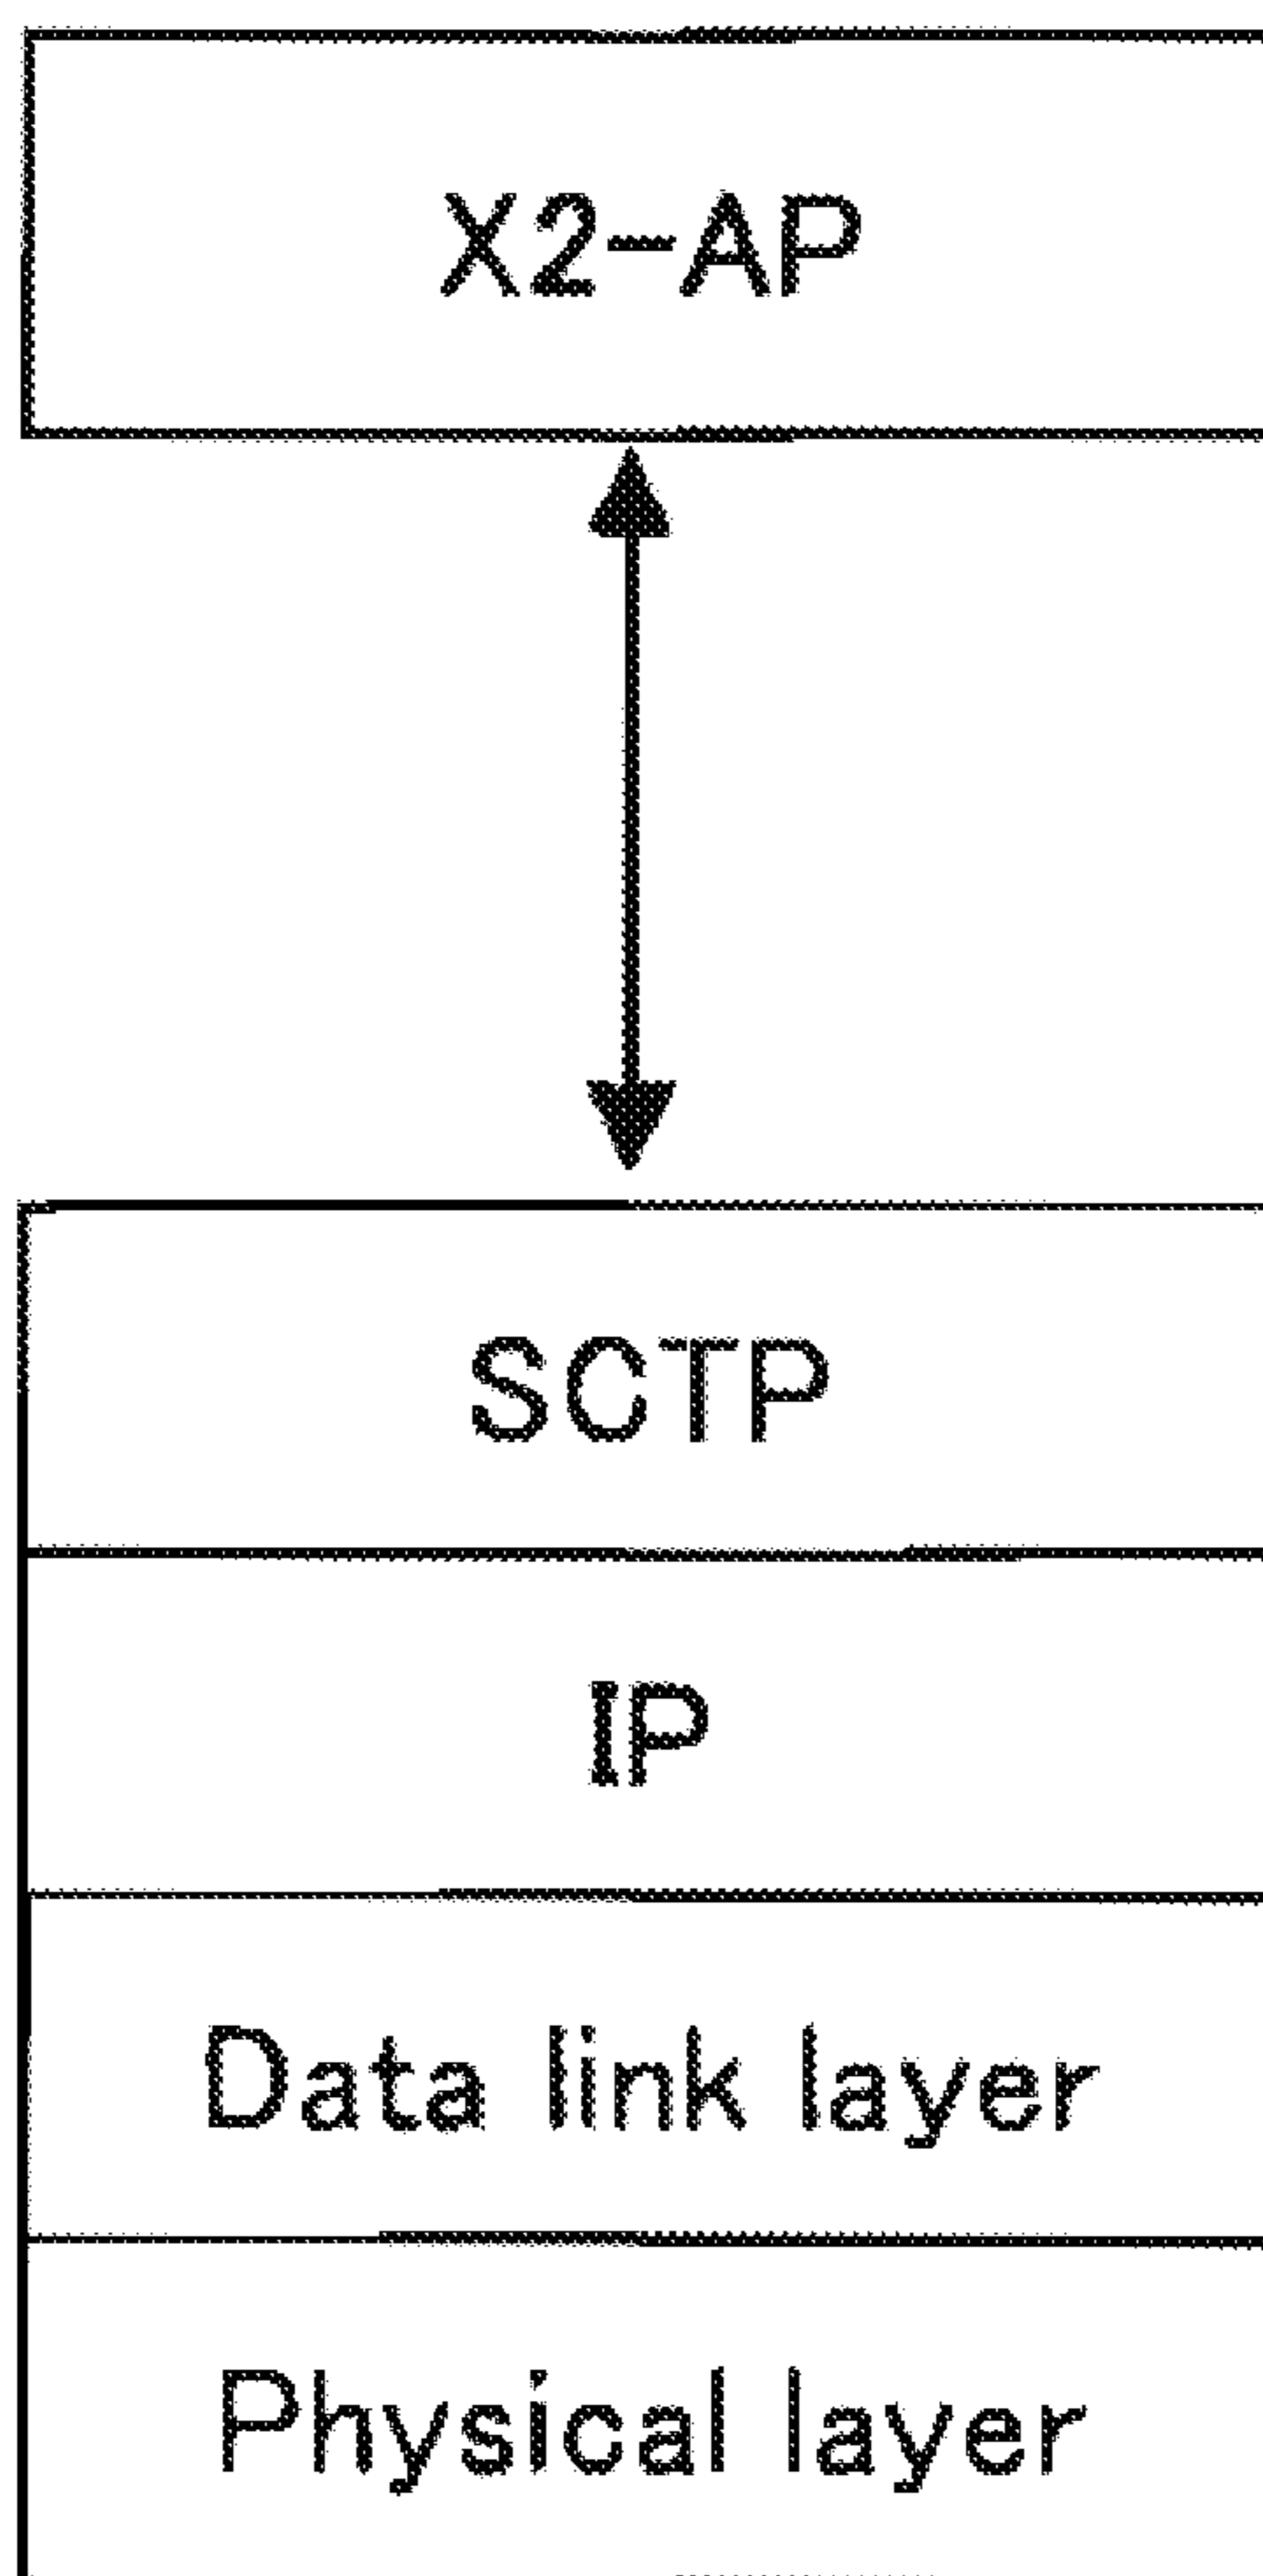 X2-AP
SCTP
IP
Data link layer
Physical layer